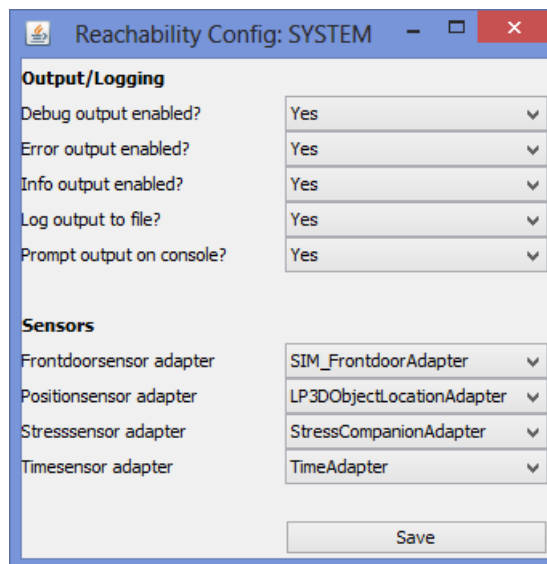 Reachability Config: SYSTEM
Output/Logging
Debug output enabled? Yes
Error output enabled? Yes
Info output enabled? Yes
Log output to file? Yes
Prompt output on console? Yes
Sensors
Frontdoorsensor adapter SIM_FrontdoorAdapter
Positionsensor adapter LP3DObjectLocationAdapter
Stresssensor adapter StressCompanionAdapter
Timesensor adapter TimeAdapter
Save